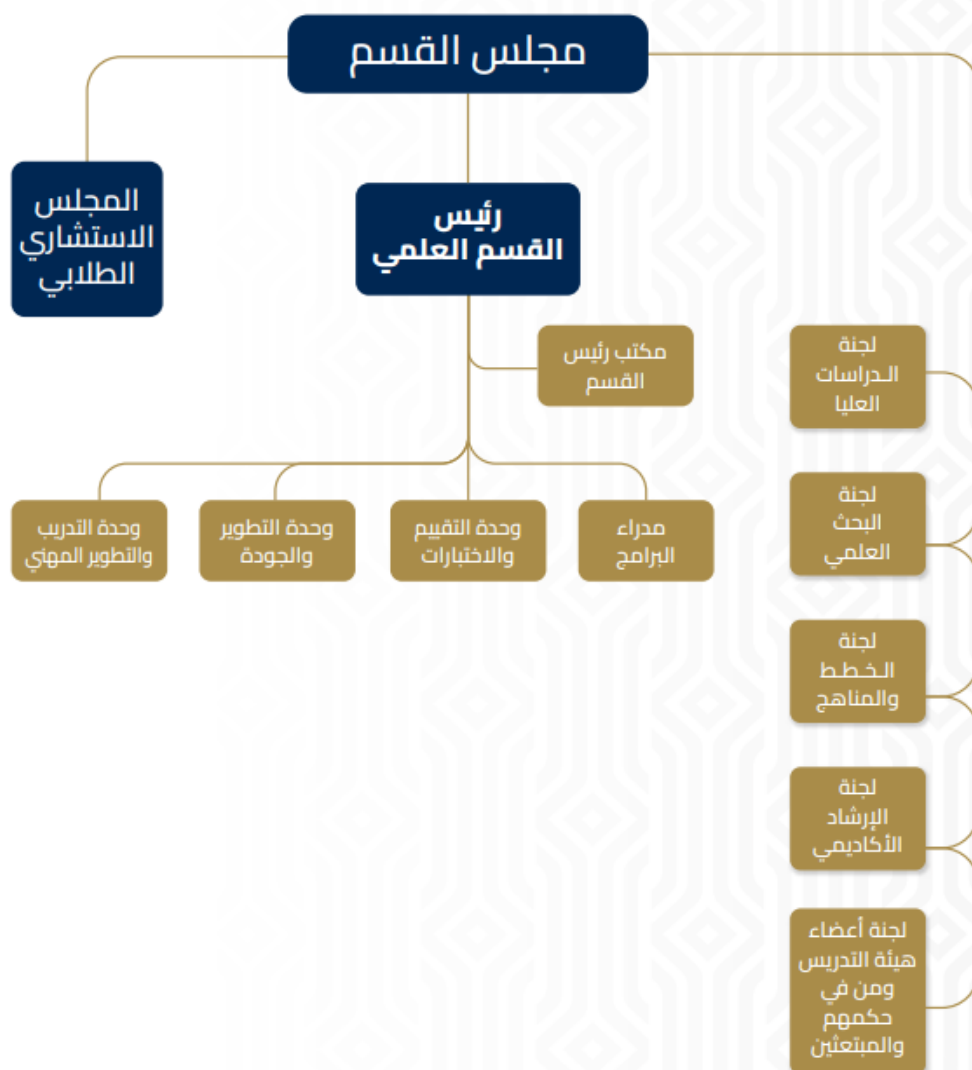 مجلس القسم
المجلس
الاستشاري
الطلابي
رئيس
القسم العلمي
مكتب رئيس
القسم
لجنة
الـدراسات
العليا
مدراء
البرامج
وحدة التقييم
والاختبارات
وحدة التطوير
والجودة
وحدة التدريب
والتطوير المهني
لجنة
البحث
العلمي
لجنة
الـخـطـط
والمناهج
لجنة
الإرشاد
الأكاديمي
لجنة أعضاء
هيئة التدريس
ومن في
حكمهم
والمبتعثين